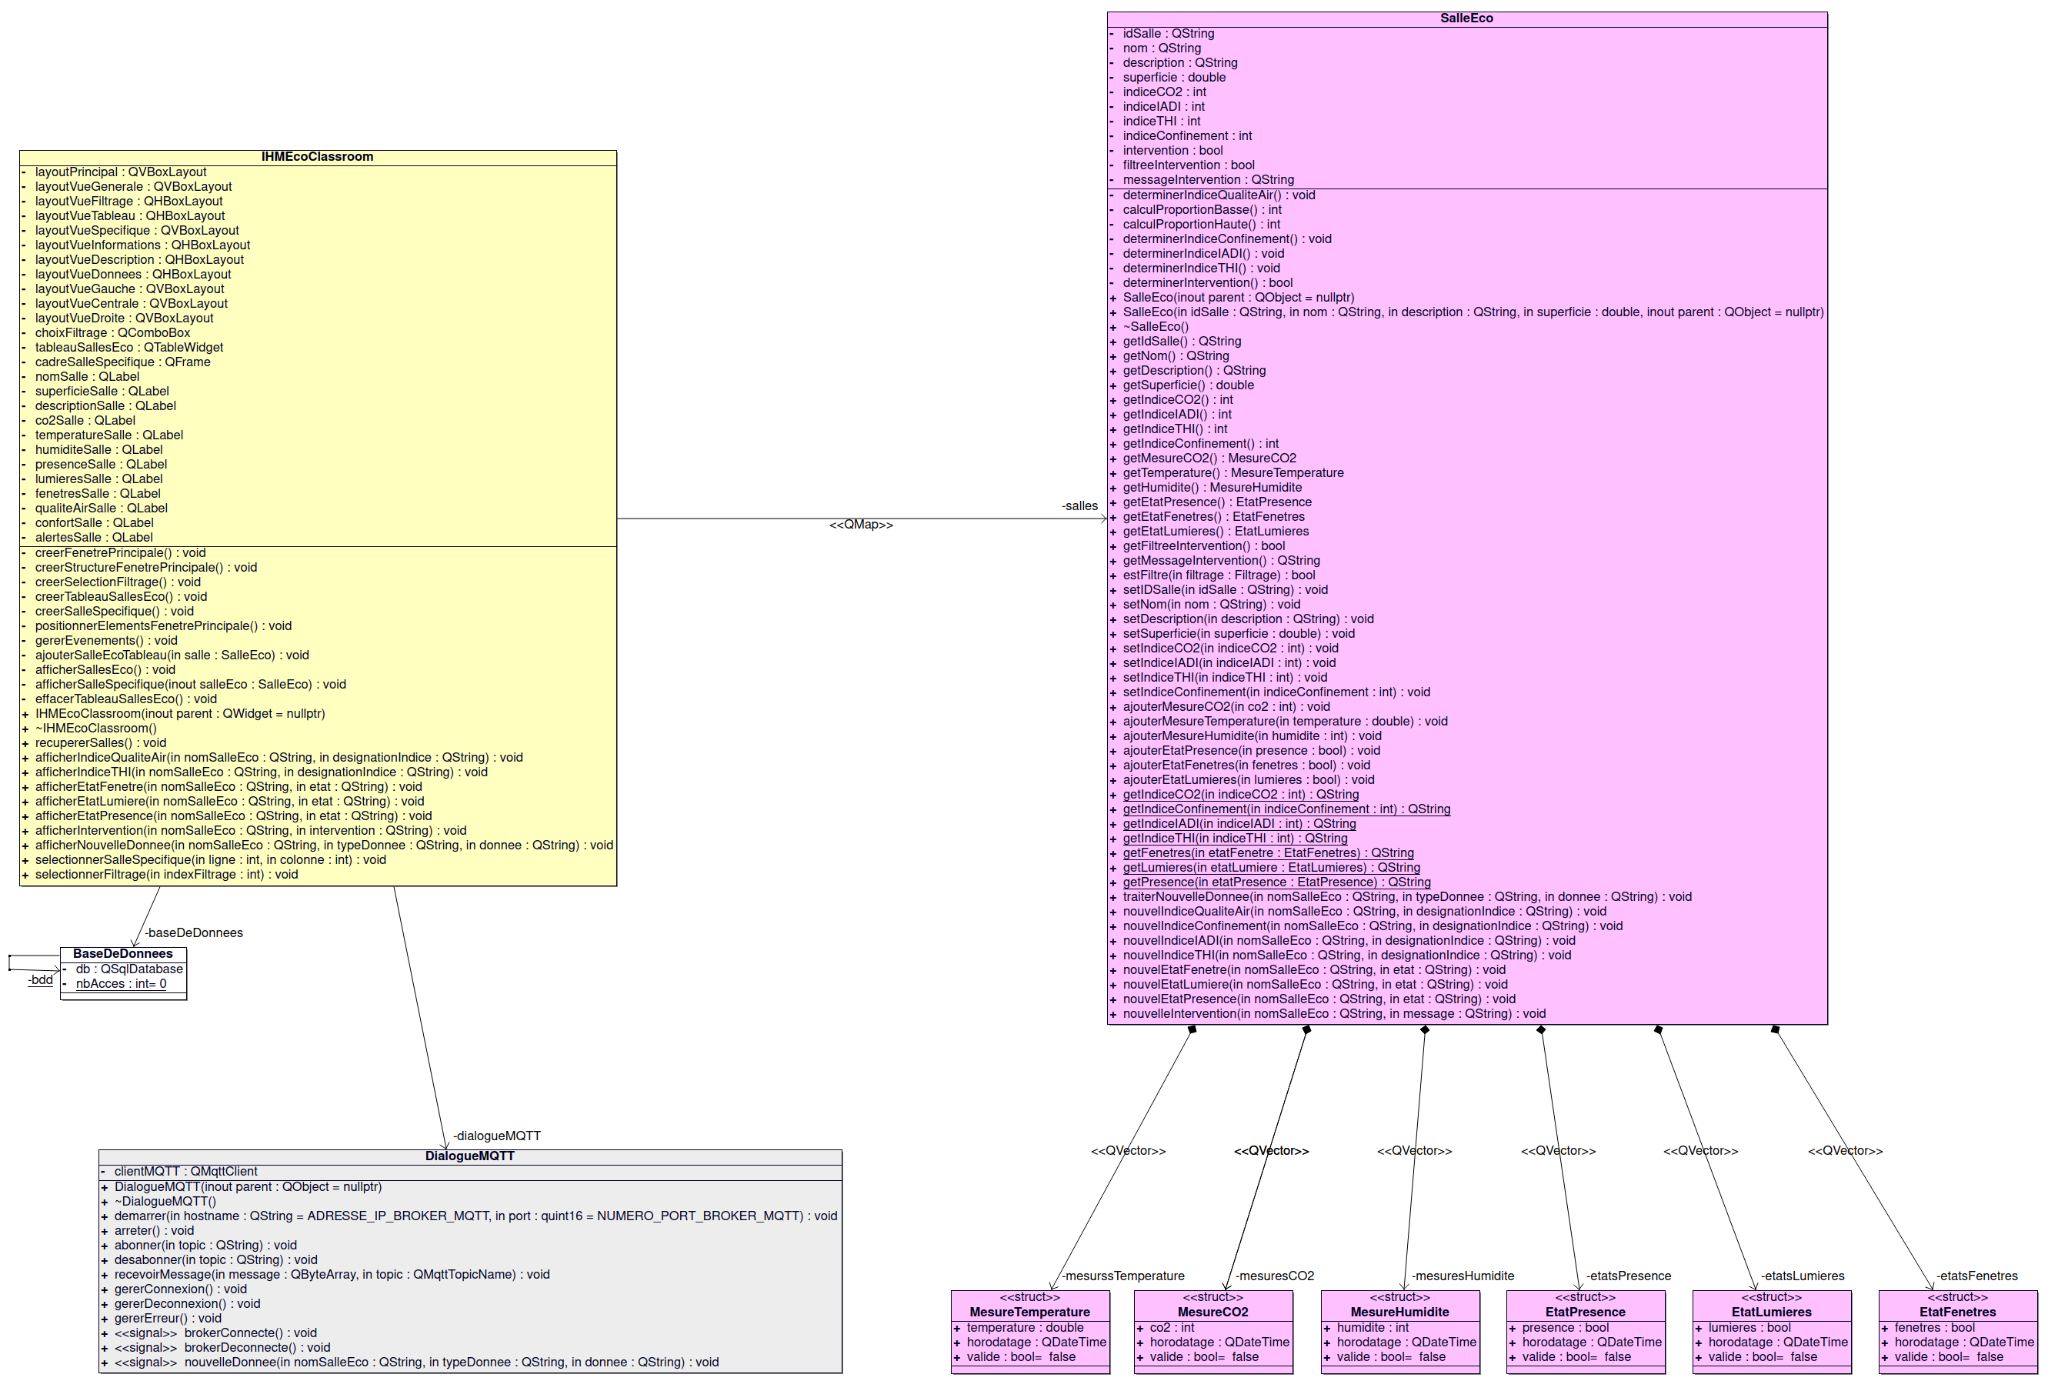 IHMEcoClassroom
- layoutPrincipal : QVBoxLayout
- layoutVueGenerale : QVBoxLayout
- layoutVueFiltrage : QHBoxLayout
- layoutVueTableau : QHBoxLayout
- layoutVueSpecifique : QVBoxLayout
- layoutVueInformations : QHBoxLayout
- layoutVueDescription : QHBoxLayout
- layoutVueDonnees : QHBoxLayout
- layoutVueGauche : QVBoxLayout
- layoutVueCentrale : QVBoxLayout
- layoutVueDroite : QVBoxLayout
- choixFiltrage : QComboBox
- tableauSallesEco : QTableWidget
- cadreSalleSpecifique : QFrame
- nomSalle : QLabel
- superficieSalle : QLabel
- descriptionSalle : QLabel
- co2Salle : QLabel
- temperatureSalle : QLabel
- humiditeSalle : QLabel
- presenceSalle : QLabel
- lumieresSalle : QLabel
- fenetresSalle : QLabel
- qualiteAirSalle : QLabel
- confortSalle : QLabel
- alertesSalle : QLabel
- creerFenetrePrincipale() : void
- creerStructureFenetrePrincipale() : void
- creerSelectionFiltrage() : void
- creerTableauSallesEco() : void
- creerSalleSpecifique() : void
- positionnerElementsFenetrePrincipale() : void
- gererEvenements() : void
- ajouterSalleEcoTableau(in salle : SalleEco) : void
- afficherSallesEco() : void
- afficherSalleSpecifique(inout salleEco : SalleEco) : void
- effacerTableauSallesEco() : void
+ IHMEcoClassroom(inout parent : QWidget = nullptr)
+ ~IHMEcoClassroom()
+ recupererSalles() : void
+ afficherIndiceQualiteAir(in nomSalleEco : QString, in designationIndice : QString) : void
+ afficherIndiceTHI(in nomSalleEco : QString, in designationIndice : QString) : void
+ afficherEtatFenetre(in nomSalleEco : QString, in etat : QString) : void
+ afficherEtatLumiere(in nomSalleEco : QString, in etat : QString) : void
+ afficherEtatPresence(in nomSalleEco : QString, in etat : QString) : void
+ afficherIntervention(in nomSalleEco : QString, in intervention : QString) : void
+ afficherNouvelleDonnee(in nomSalleEco : QString, in typeDonnee : QString, in donnee : QString) : void
+ selectionnerSalleSpecifique(in ligne : int, in colonne : int) : void
+ selectionnerFiltrage(in indexFiltrage : int) : void
-salles
<<QMap>>
SalleEco
- idSalle : QString
- nom : QString
- description : QString
- superficie : double
- indiceCO2 : int
- indiceIADI : int
- indiceTHI : int
- indiceConfinement : int
- intervention : bool
- filtreeIntervention : bool
- messageIntervention : QString
- determinerIndiceQualiteAir() : void
- calculProportionBasse() : int
- calculProportionHaute() : int
- determinerIndiceConfinement() : void
- determinerIndiceIADI() : void
- determinerIndiceTHI() : void
- determinerIntervention() : bool
+ SalleEco(inout parent : QObject = nullptr)
+ SalleEco(in idSalle : QString, in nom : QString, in description : QString, in superficie : double, inout parent : QObject = nullptr)
+ ~SalleEco()
+ getIdSalle() : QString
+ getNom() : QString
+ getDescription() : QString
+ getSuperficie() : double
+ getIndiceCO2() : int
+ getIndiceIADI() : int
+ getIndiceTHI() : int
+ getIndiceConfinement() : int
+ getMesureCO2() : MesureCO2
+ getTemperature() : MesureTemperature
+ getHumidite() : MesureHumidite
+ getEtatPresence() : EtatPresence
+ getEtatFenetres() : EtatFenetres
+ getEtatLumieres() : EtatLumieres
+ getFiltreeIntervention() : bool
+ getMessageIntervention() : QString
+ estFiltre(in filtrage : Filtrage) : bool
+ setIDSalle(in idSalle : QString) : void
+ setNom(in nom : QString) : void
+ setDescription(in description : QString) : void
+ setSuperficie(in superficie : double) : void
+ setIndiceCO2(in indiceCO2 : int) : void
+ setIndiceIADI(in indiceIADI : int) : void
+ setIndiceTHI(in indiceTHI : int) : void
+ setIndiceConfinement(in indiceConfinement : int) : void
+ ajouterMesureCO2(in co2 : int) : void
+ ajouterMesureTemperature(in temperature : double) : void
+ ajouterMesureHumidite(in humidite : int) : void
+ ajouterEtatPresence(in presence : bool) : void
+ ajouterEtatFenetres(in fenetres : bool) : void
+ ajouterEtatLumieres(in lumieres : bool) : void
+ getIndiceCO2(in indiceCO2 : int) : QString
+ getIndiceConfinement(in indiceConfinement : int) : QString
+ getIndiceIADI(in indiceIADI : int) : QString
+ getIndiceTHI(in indiceTHI : int) : QString
+ getFenetres(in etatFenetre : EtatFenetres) : QString
+ getLumieres(in etatLumiere : EtatLumieres) : QString
+ getPresence(in etatPresence : EtatPresence) : QString
+ traiterNouvelleDonnee(in nomSalleEco : QString, in typeDonnee : QString, in donnee : QString) : void
+ nouvelIndiceQualiteAir(in nomSalleEco : QString, in designationIndice : QString) : void
+ nouvelIndiceConfinement(in nomSalleEco : QString, in designationIndice : QString) : void
+ nouvelIndiceIADI(in nomSalleEco : QString, in designationIndice : QString) : void
+ nouvelIndiceTHI(in nomSalleEco : QString, in designationIndice : QString) : void
+ nouvelEtatFenetre(in nomSalleEco : QString, in etat : QString) : void
+ nouvelEtatLumiere(in nomSalleEco : QString, in etat : QString) : void
+ nouvelEtatPresence(in nomSalleEco : QString, in etat : QString) : void
+ nouvelleIntervention(in nomSalleEco : QString, in message : QString) : void
-baseDeDonnees
BaseDeDonnees
- db : QSqlDatabase
- nbAcces : int= 0
-bdd
-dialogueMQTT
DialogueMQTT
- clientMQTT : QMqttClient
+ DialogueMQTT(inout parent : QObject = nullptr)
+ ~DialogueMQTT()
+ demarrer(in hostname : QString = ADRESSE_IP_BROKER_MQTT, in port : quint16 = NUMERO_PORT_BROKER_MQTT) : void
+ arreter() : void
+ abonner(in topic : QString) : void
+ desabonner(in topic : QString) : void
+ recevoirMessage(in message : QByteArray, in topic : QMqttTopicName) : void
+ gererConnexion() : void
+ gererDeconnexion() : void
+ gererErreur() : void
+ <<signal>> brokerConnecte() : void
+ <<signal>> brokerDeconnecte() : void
+ <<signal>> nouvelleDonnee(in nomSalleEco : QString, in typeDonnee : QString, in donnee : QString) : void
<<QVector>> <<QVector>> <<QVector>> <<QVector>> <<QVector>> <<QVector>>
-mesurssTemperature -mesuresCO2 -mesuresHumidite -etatsPresence -etatsLumieres -etatsFenetres
<<struct>>
MesureTemperature
+ temperature : double
+ horodatage : QDateTime
+ valide : bool= false
<<struct>>
MesureCO2
+ co2 : int
+ horodatage : QDateTime
+ valide : bool= false
<<struct>>
MesureHumidite
+ humidite : int
+ horodatage : QDateTime
+ valide : bool= false
<<struct>>
EtatPresence
+ presence : bool
+ horodatage : QDateTime
+ valide : bool= false
<<struct>>
EtatLumieres
+ lumieres : bool
+ horodatage : QDateTime
+ valide : bool= false
<<struct>>
EtatFenetres
+ fenetres : bool
+ horodatage : QDateTime
+ valide : bool= false